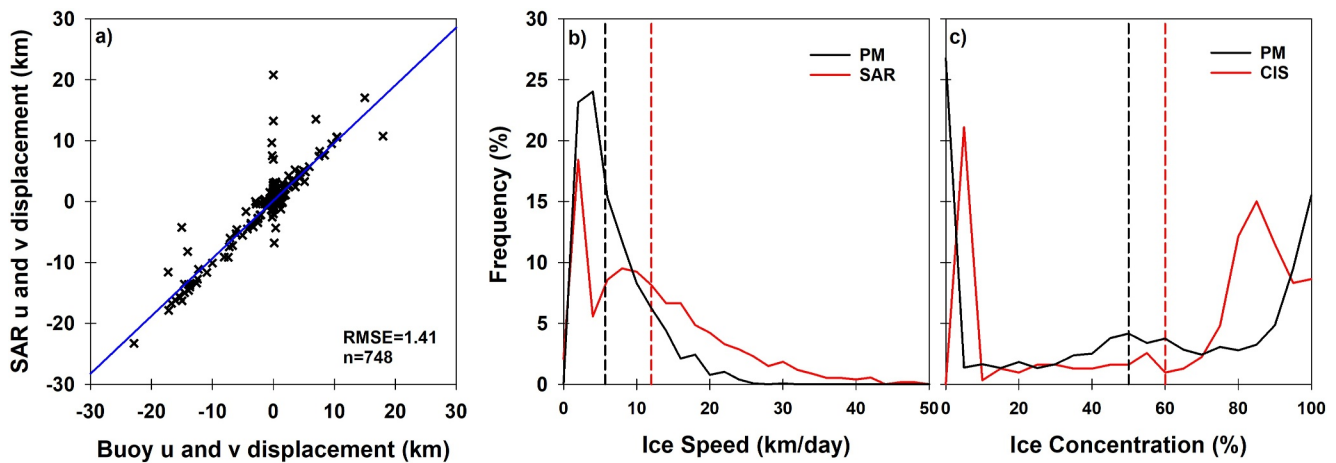 a)
SAR u and v displacement (km)
30
20
10
0
-10
-20
-30
RMSE=1.41
n=748
-30 -20 -10 0 10 20 30
Buoy u and v displacement (km)
b)
Frequency (%)
30
25
20
15
10
5
0
PM
SAR
0 10 20 30 40 50
Ice Speed (km/day)
c)
PM
CIS
0 20 40 60 80 100
Ice Concentration (%)